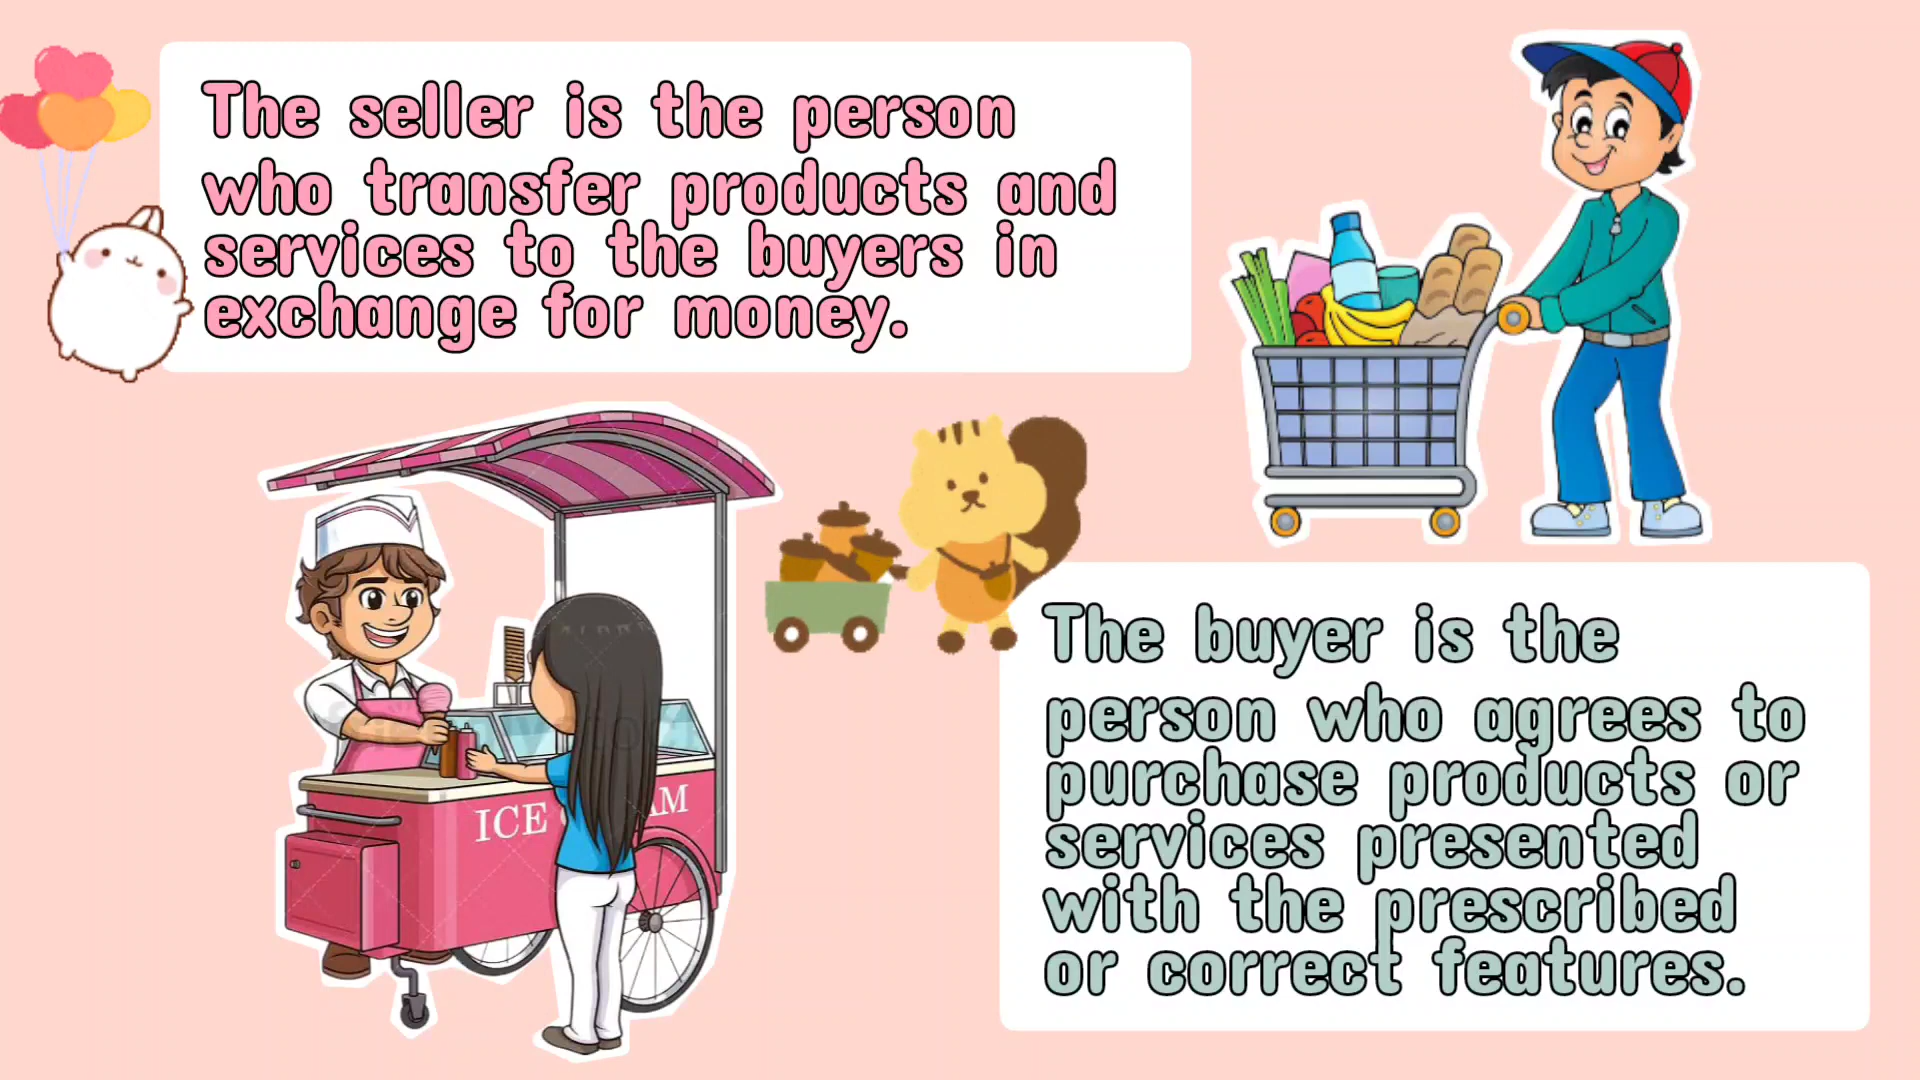 The seller is the person
who transfer products and
services to the buyers in
exchange for money.
ICE
The buyer is the
person who agrees to
purchase products or
services presented
with the prescribed
or correct features.